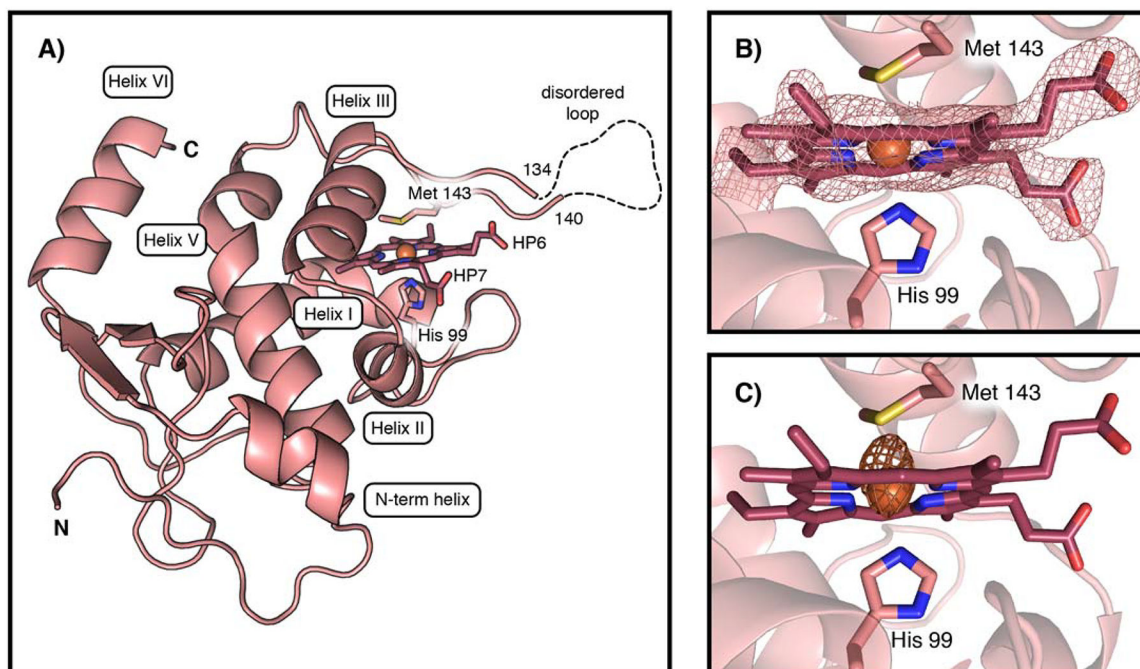 A)
Helix VI
C
Helix III
disordered
loop
134
Met 143
140
Helix V
HP6
HP7
Helix I
His 99
Helix II
N-term helix
N
B)
Met 143
His 99
C)
Met 143
His 99